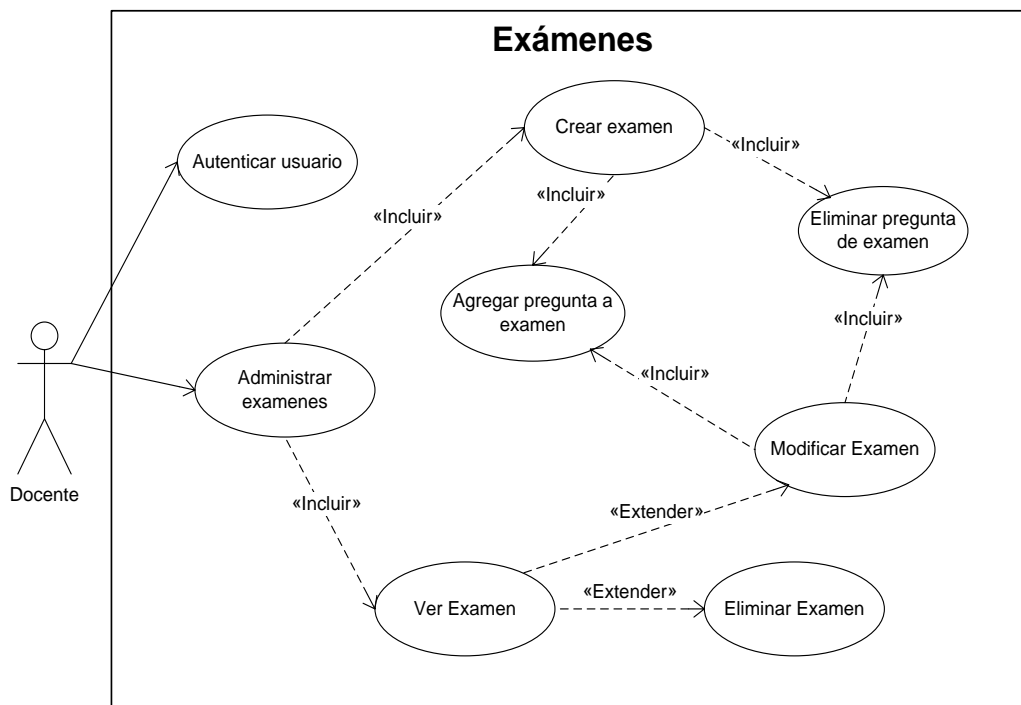 Exámenes
Crear examen
«Incluir»
Autenticar usuario
«Incluir»
«Incluir»
Eliminar pregunta
de examen
Agregar pregunta a
examen
«Incluir»
Administrar
examenes
«Incluir»
Modificar Examen
Docente
«Incluir»
«Extender»
«Extender»
Ver Examen
Eliminar Examen